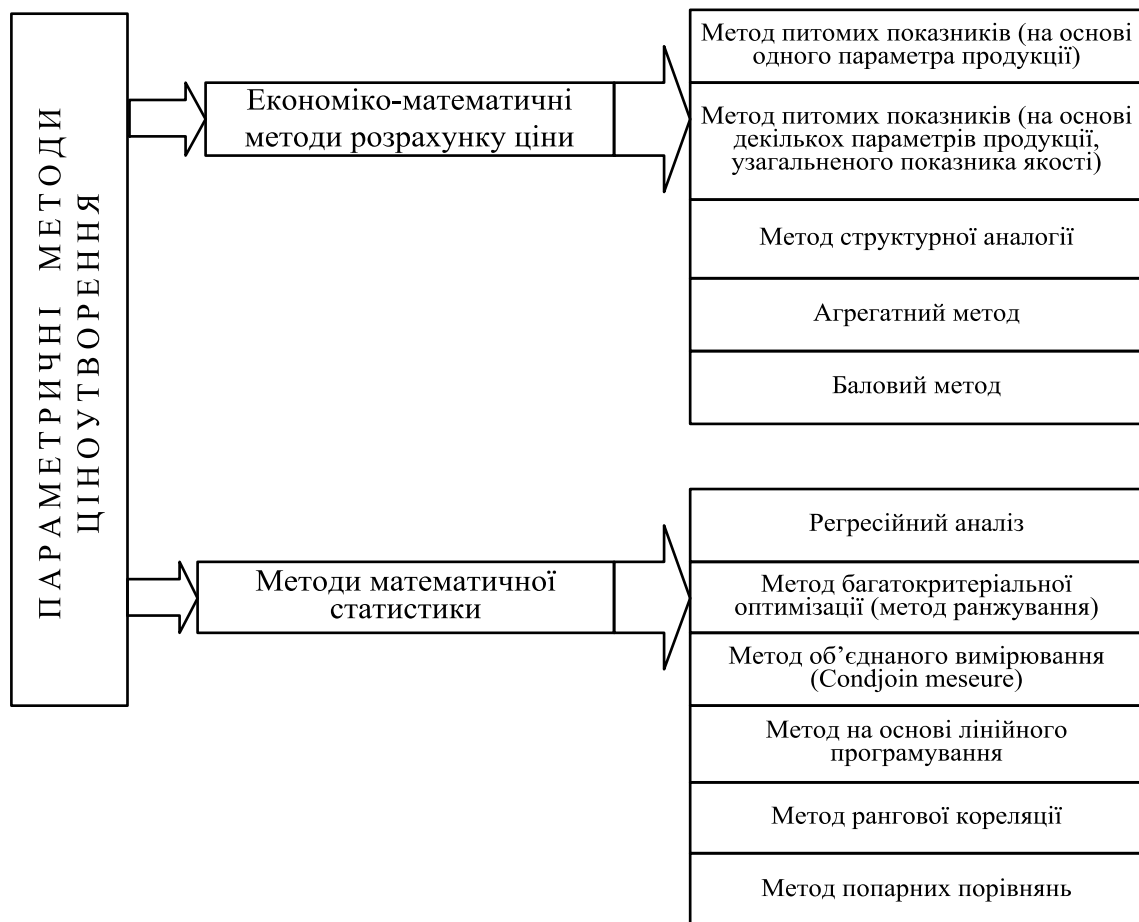 ПАРАМЕТРИЧНІ МЕТОДИ
ЦІНОУТВОРЕННЯ
Економіко-математичні
методи розрахунку ціни
Метод питомих показників (на основі
одного параметра продукції)
Метод питомих показників (на основі
декількох параметрів продукції,
узагальненого показника якості)
Метод структурної аналогії
Агрегатний метод
Баловий метод
Методи математичної
статистики
Регресійний аналіз
Метод багатокритеріальної
оптимізації (метод ранжування)
Метод об’єднаного вимірювання
(Condjoin meseure)
Метод на основі лінійного
програмування
Метод рангової кореляції
Метод попарних порівнянь